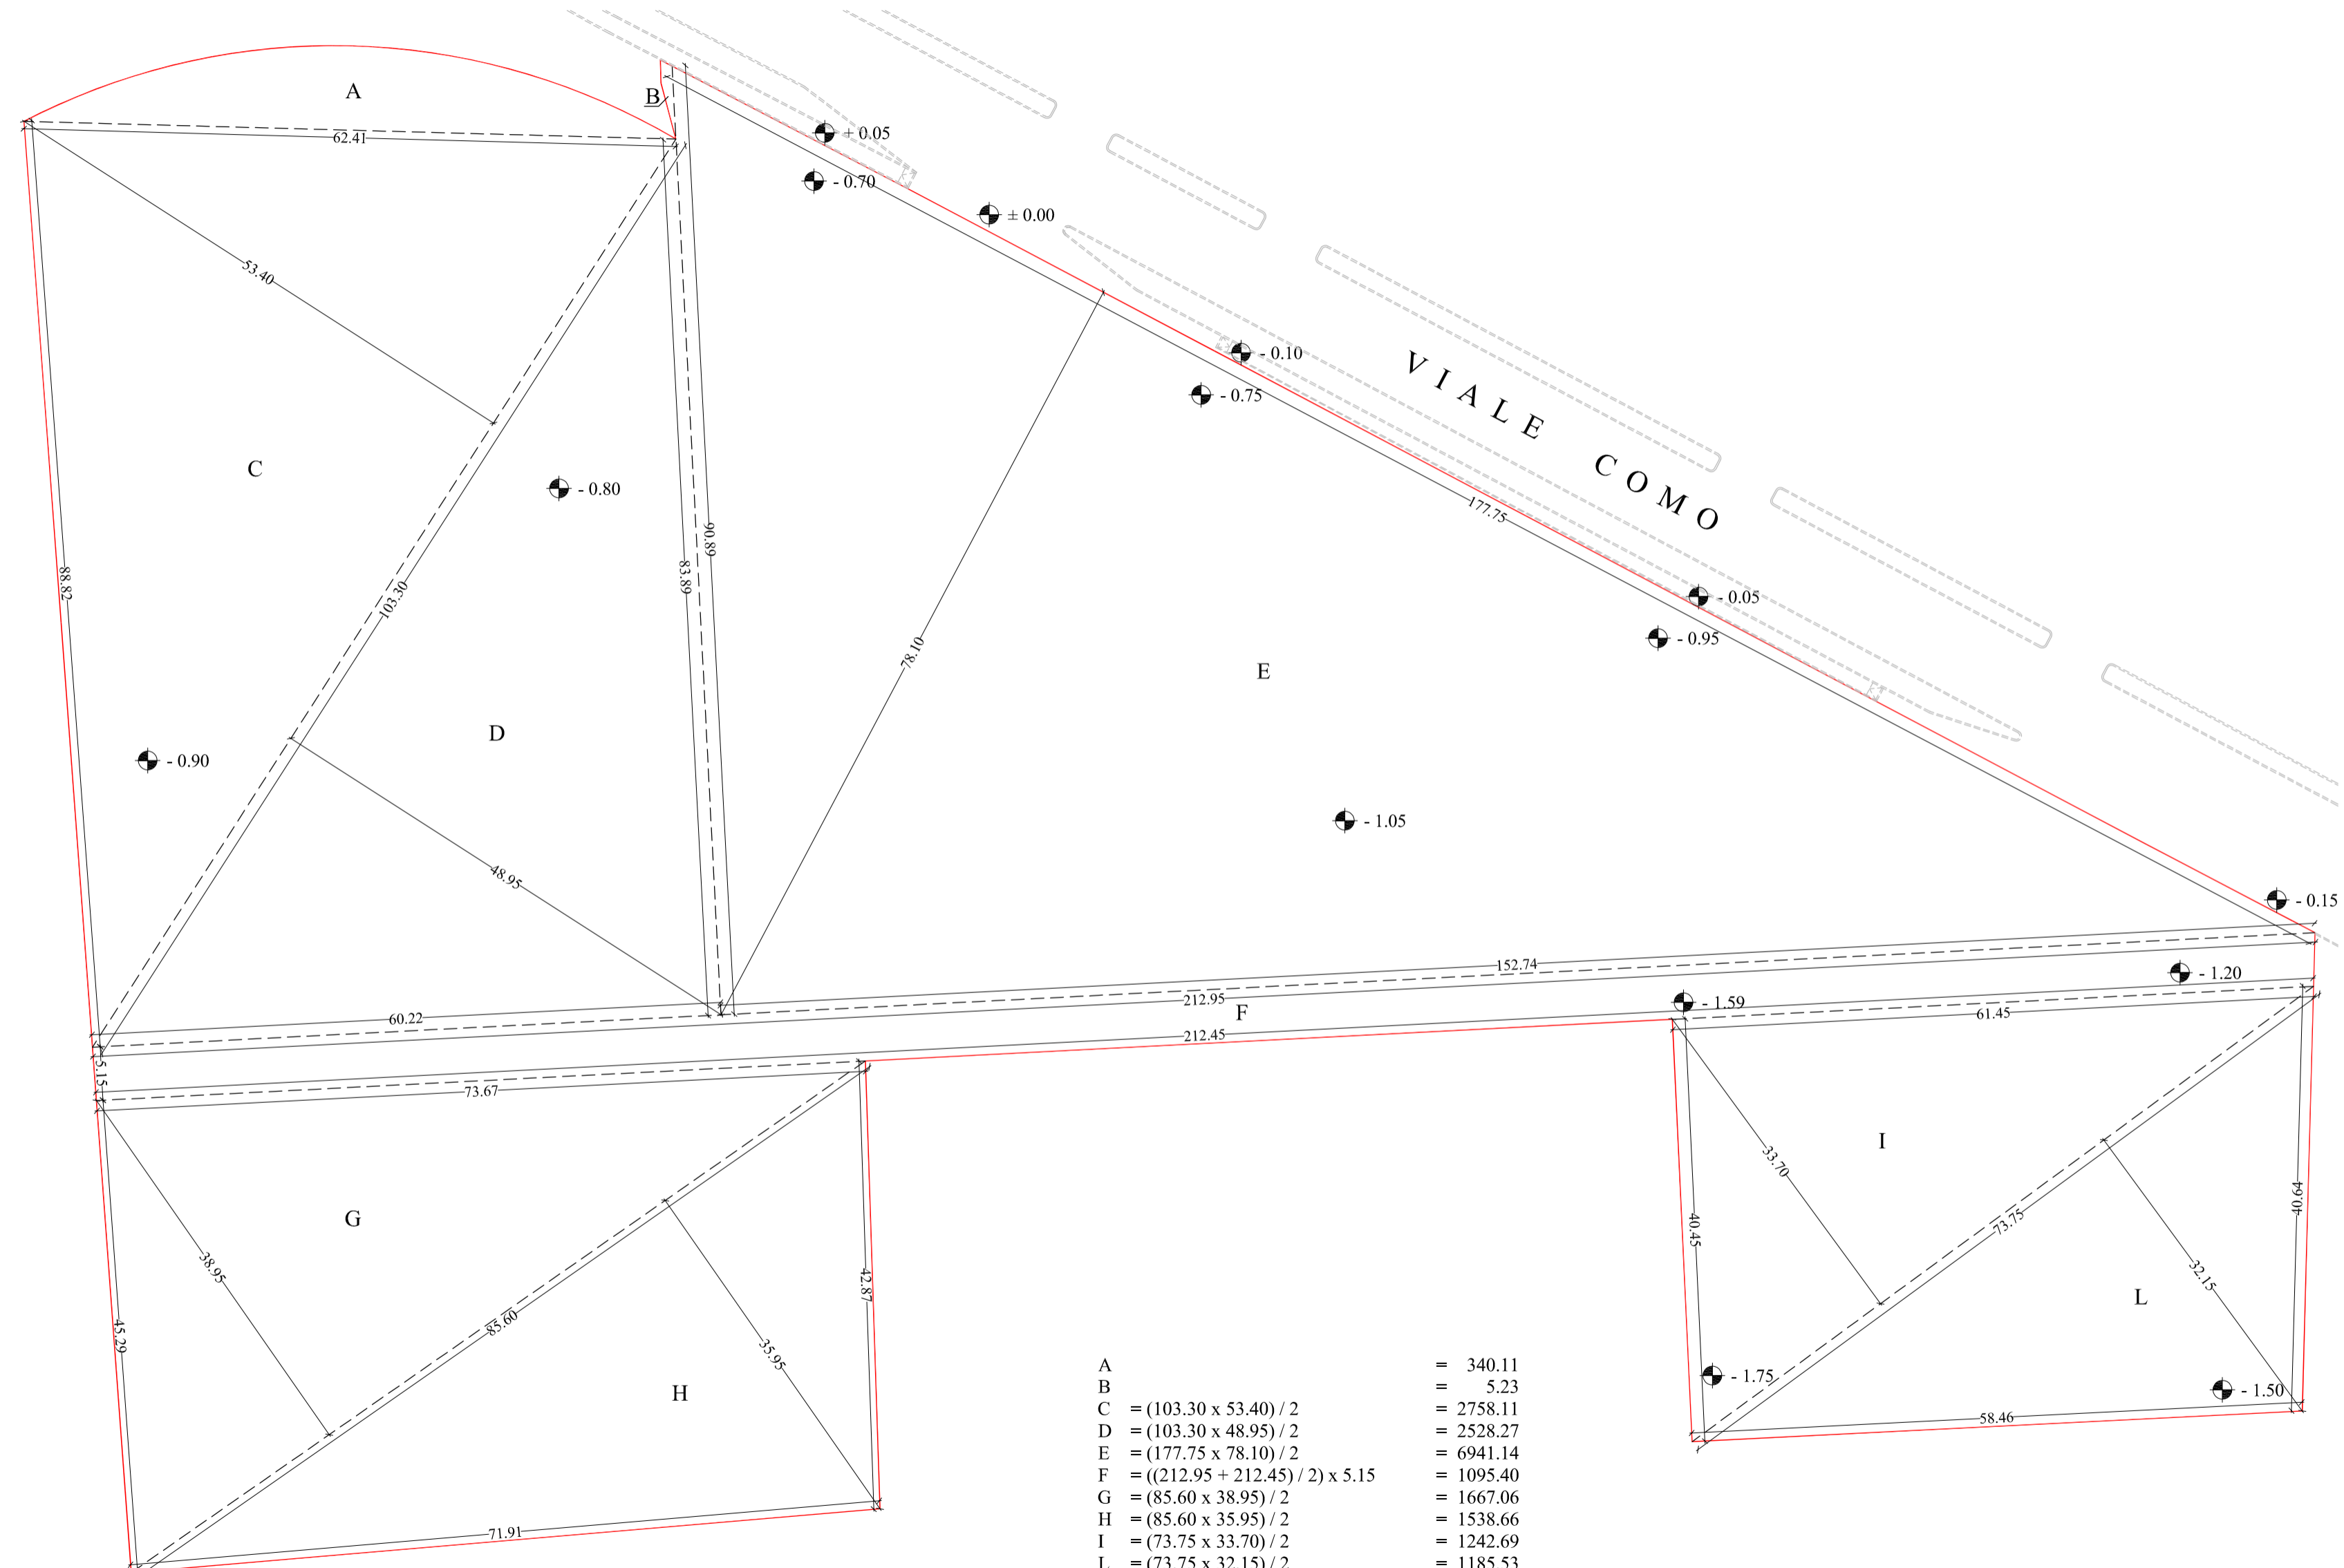 A
B
62.41
+ 0.05
- 0.70
± 0.00
53.40
- 0.10
- 0.75
VIALE COMO
C
- 0.80
177.75
90.89
83.89
88.82
103.30
78.10
- 0.05
- 0.95
E
D
- 0.90
- 1.05
48.95
- 0.15
152.74
- 1.20
212.95
- 1.59
60.22
F
61.45
212.45
5.15
73.67
I
33.70
G
40.64
73.75
40.45
38.95
32.15
42.87
L
85.60
45.29
35.95
- 1.75
- 1.50
H
58.46
71.91
A = 340.11
B = 5.23
C = (103.30 x 53.40) / 2 = 2758.11
D = (103.30 x 48.95) / 2 = 2528.27
E = (177.75 x 78.10) / 2 = 6941.14
F = ((212.95 + 212.45) / 2) x 5.15 = 1095.40
G = (85.60 x 38.95) / 2 = 1667.06
H = (85.60 x 35.95) / 2 = 1538.66
I = (73.75 x 33.70) / 2 = 1242.69
L = (73.75 x 32.15) / 2 = 1185.53